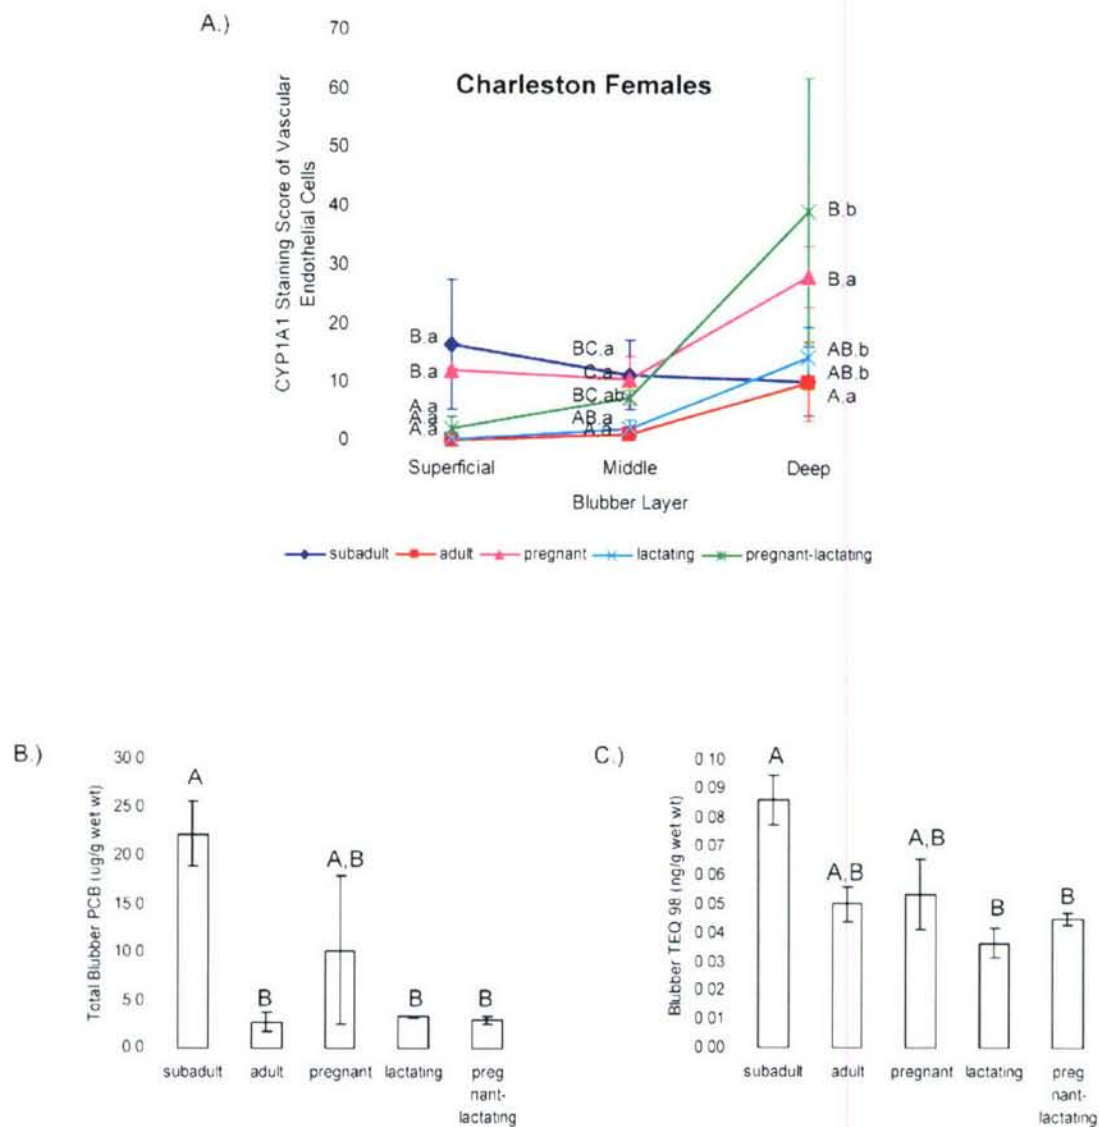 A.)
70
60
50
40
30
20
10
0
CYP1A1 Staining Score of Vascular
Endothelial Cells
Charleston Females
B.a
B.a
A.a
A.a
A.a
BC.a
C.a
BC.ab
AB.a
A.a
B.b
B.a
AB.b
AB.b
A.a
Superficial Middle Deep
Blubber Layer
subadult adult pregnant lactating pregnant-lactating
B.)
Total Blubber PCB (ug/g wet wt)
30 0
25 0
20 0
15 0
10 0
5 0
0 0
A
B
A,B
B
B
subadult adult pregnant lactating preg
nant-
lactating
C.)
Blubber TEQ 98 (ng/g wet wt)
0 10
0 09
0 08
0 07
0 06
0 05
0 04
0 03
0 02
0 01
0 00
A
A,B
A,B
B
B
subadult adult pregnant lactating preg
nant-
lactating